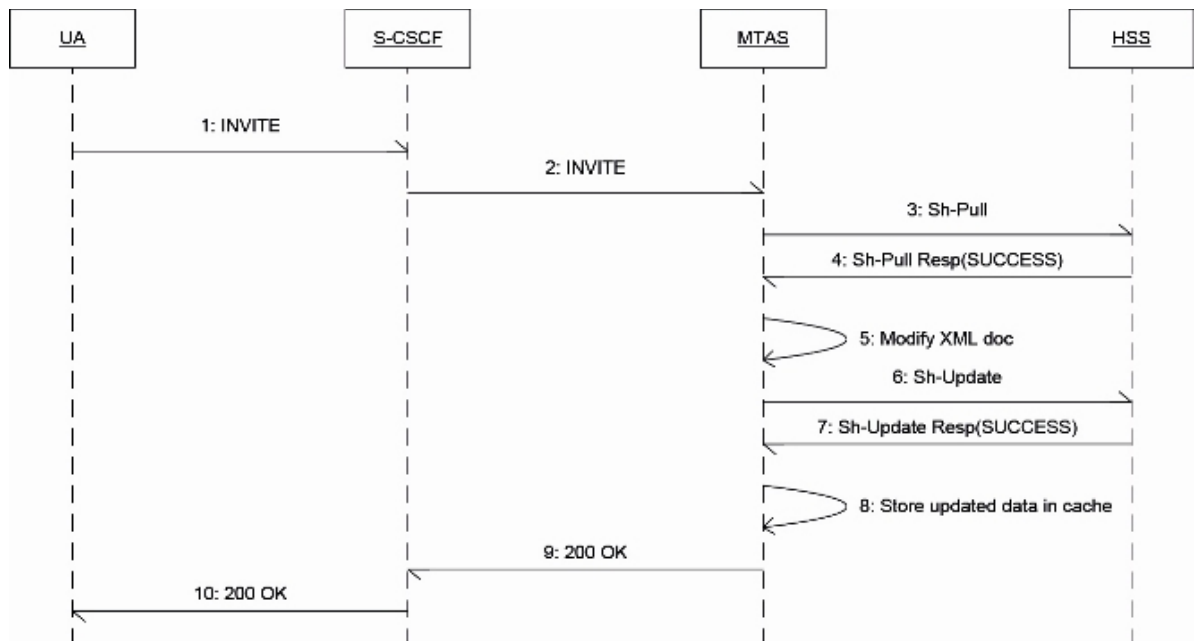 UA
S-CSCF
MTAS
HSS
1: INVITE
2: INVITE
3: Sh-Pull
4: Sh-Pull Resp(SUCCESS)
5: Modify XML doc
6: Sh-Update
7: Sh-Update Resp(SUCCESS)
8: Store updated data in cache
9: 200 OK
10: 200 OK